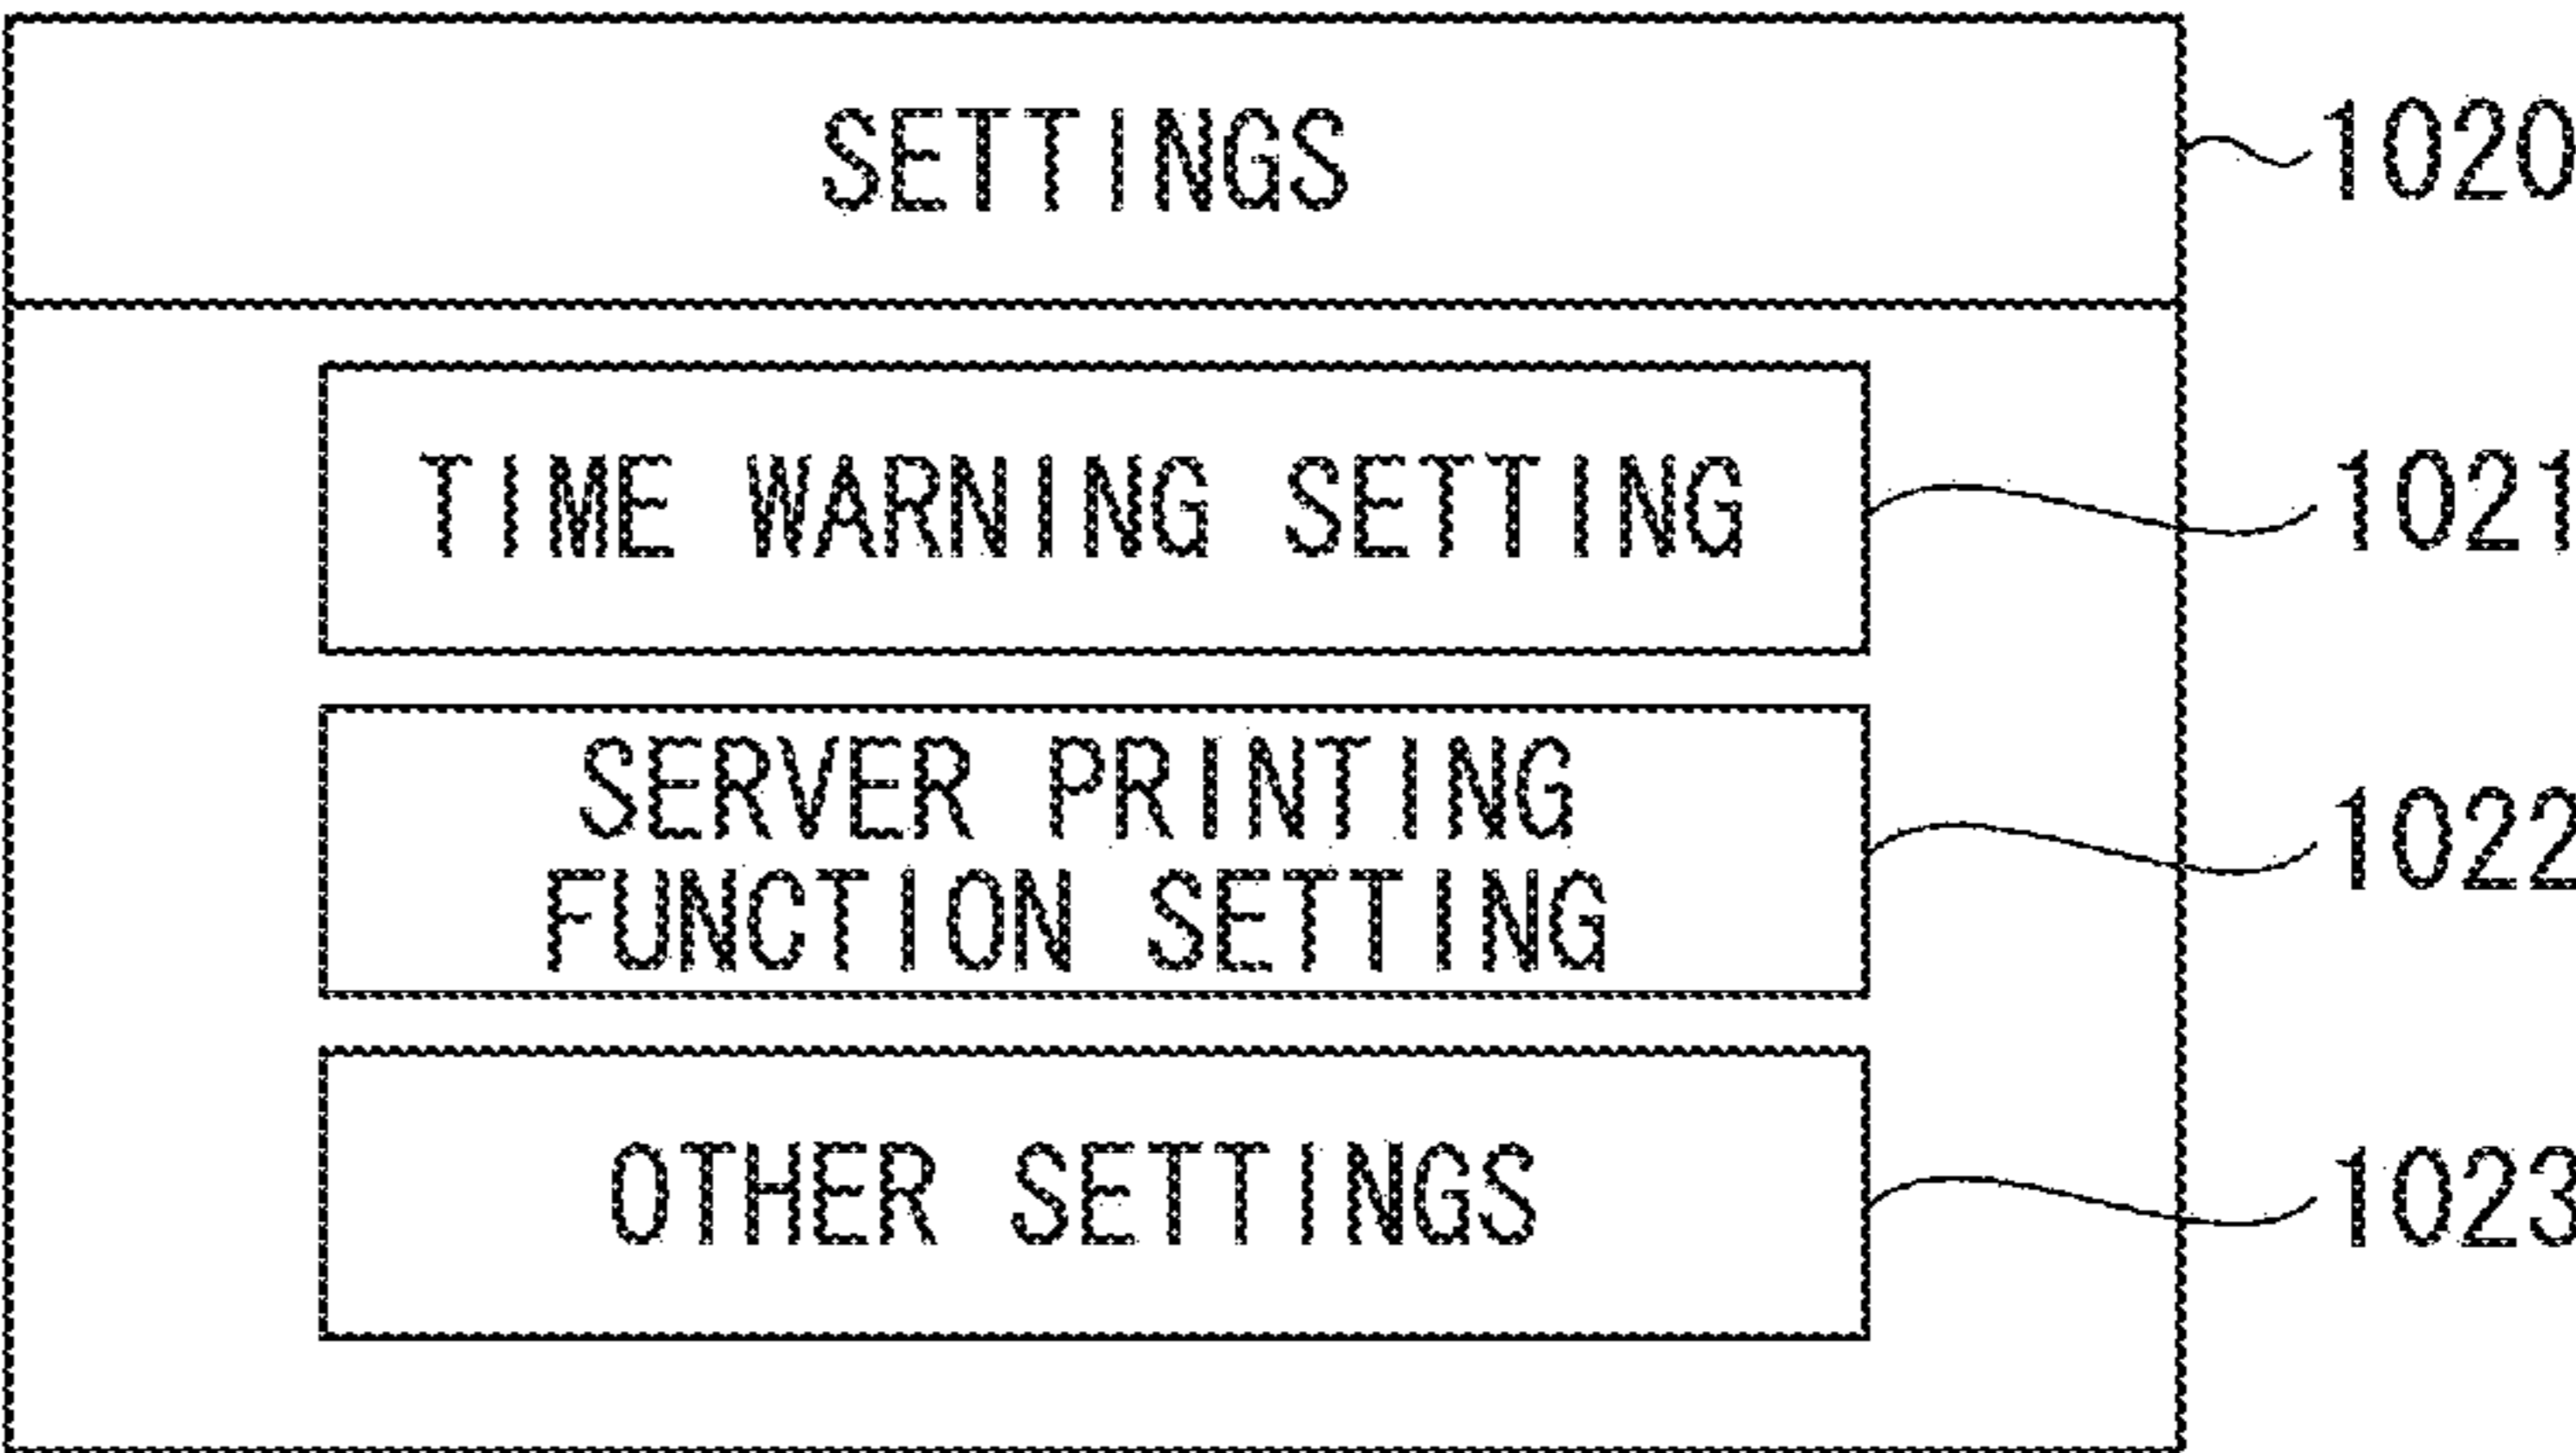 SETTINGS 1020
TIME WARNING SETTING 1021
SERVER PRINTING
FUNCTION SETTING 1022
OTHER SETTINGS 1023